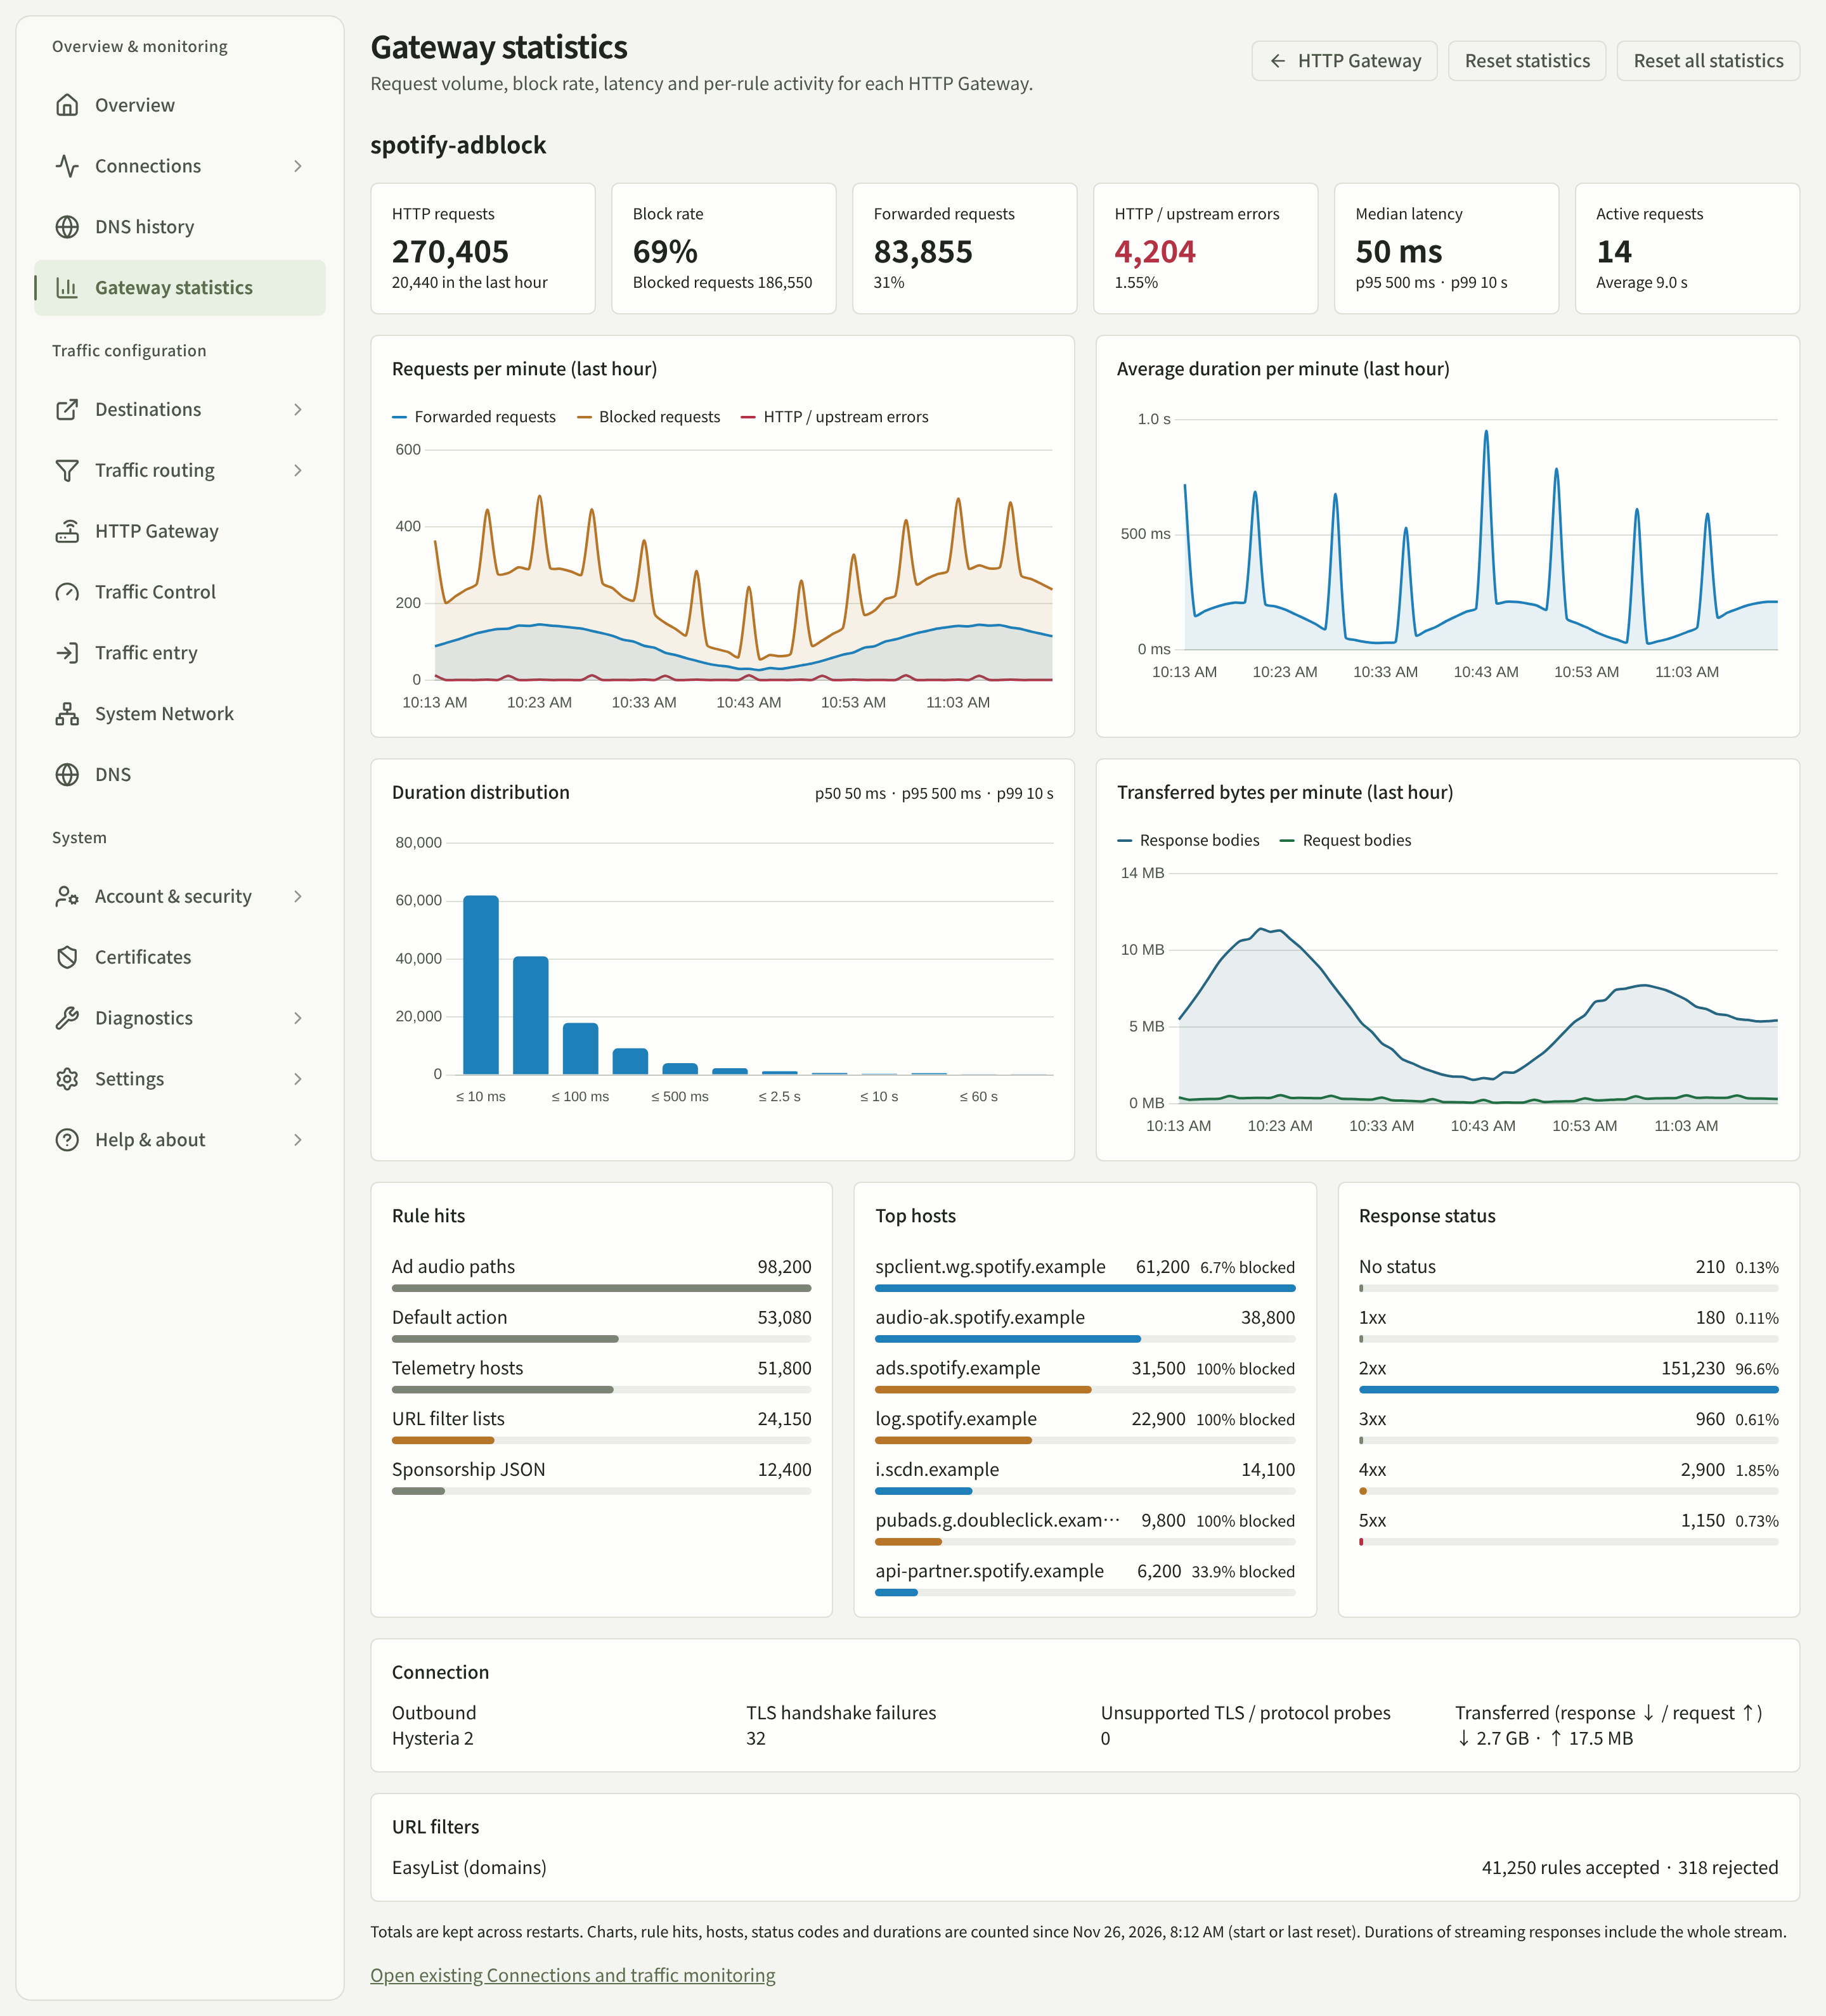 Overview & monitoring
Overview
Connections
DNS history
Gateway statistics
Traffic configuration
Destinations
Traffic routing
HTTP Gateway
Traffic Control
Traffic entry
System Network
DNS
System
Account & security
Certificates
Diagnostics
Settings
Help & about
Gateway statistics
Request volume, block rate, latency and per-rule activity for each HTTP Gateway.
← HTTP Gateway
Reset statistics
Reset all statistics
spotify-adblock
HTTP requests
270,405
20,440 in the last hour
Block rate
69%
Blocked requests 186,550
Forwarded requests
83,855
31%
HTTP / upstream errors
4,204
1.55%
Median latency
50 ms
p95 500 ms · p99 10 s
Active requests
14
Average 9.0 s
Requests per minute (last hour)
Forwarded requests
Blocked requests
HTTP / upstream errors
600
400
200
0
10:13 AM
10:23 AM
10:33 AM
10:43 AM
10:53 AM
11:03 AM
Average duration per minute (last hour)
1.0 s
500 ms
0 ms
10:13 AM
10:23 AM
10:33 AM
10:43 AM
10:53 AM
11:03 AM
Duration distribution
p50 50 ms · p95 500 ms · p99 10 s
80,000
60,000
40,000
20,000
0
≤ 10 ms
≤ 100 ms
≤ 500 ms
≤ 2.5 s
≤ 10 s
≤ 60 s
Transferred bytes per minute (last hour)
Response bodies
Request bodies
14 MB
10 MB
5 MB
0 MB
10:13 AM
10:23 AM
10:33 AM
10:43 AM
10:53 AM
11:03 AM
Rule hits
Ad audio paths 98,200
Default action 53,080
Telemetry hosts 51,800
URL filter lists 24,150
Sponsorship JSON 12,400
Top hosts
spclient.wg.spotify.example 61,200 6.7% blocked
audio-ak.spotify.example 38,800
ads.spotify.example 31,500 100% blocked
log.spotify.example 22,900 100% blocked
i.scdn.example 14,100
pubads.g.doubleclick.exam… 9,800 100% blocked
api-partner.spotify.example 6,200 33.9% blocked
Response status
No status 210 0.13%
1xx 180 0.11%
2xx 151,230 96.6%
3xx 960 0.61%
4xx 2,900 1.85%
5xx 1,150 0.73%
Connection
Outbound
Hysteria 2
TLS handshake failures
32
Unsupported TLS / protocol probes
0
Transferred (response ↓ / request ↑)
↓ 2.7 GB · ↑ 17.5 MB
URL filters
EasyList (domains)
41,250 rules accepted · 318 rejected
Totals are kept across restarts. Charts, rule hits, hosts, status codes and durations are counted since Nov 26, 2026, 8:12 AM (start or last reset). Durations of streaming responses include the whole stream.
Open existing Connections and traffic monitoring